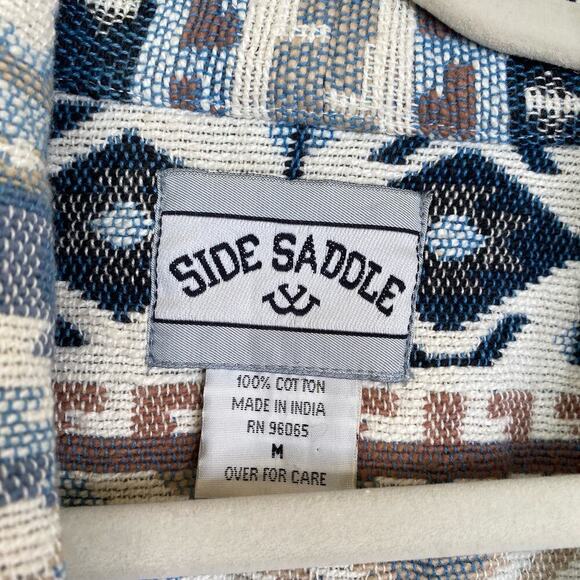 SIDE SADDLE
100% COTTON
MADE IN INDIA
RN 96065
M
OVER FOR CARE